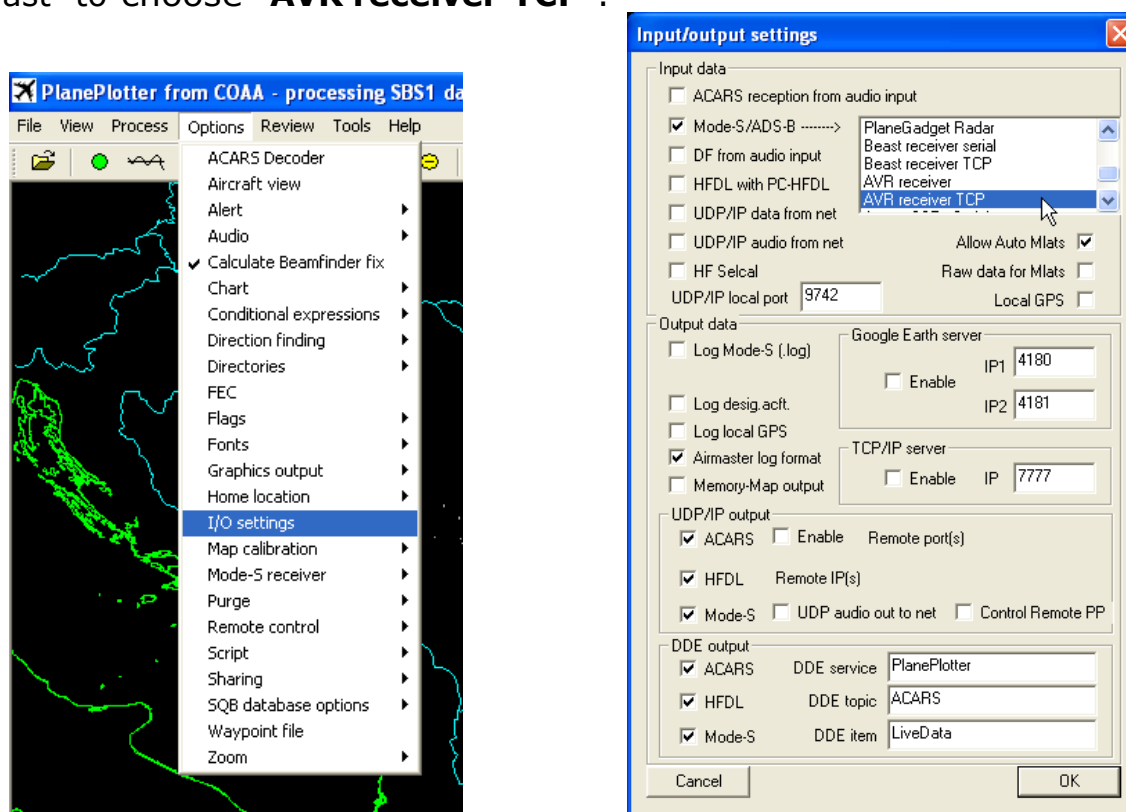 to choose "AVR receiver TCP".
PlanePlotter from COAA - processing SBS1
File View Process Options Review Tools Help
ACARS Decoder
Aircraft view
Alert
Audio
Calculate Beamfinder fix
Chart
Conditional expressions
Direction finding
Directories
FEC
Flags
Fonts
Graphics output
Home location
I/O settings
Map calibration
Mode-S receiver
Purge
Remote control
Script
Sharing
SQB database options
Waypoint file
Zoom
Input/output settings
Input data
ACARS reception from audio input
Mode-S/ADS-B -------->
PlaneGadget Radar
Beast receiver serial
Beast receiver TCP
AVR receiver
AVR receiver TCP
DF from audio input
HFDL with PC-HFDL
UDP/IP data from net
UDP/IP audio from net
Allow Auto Mlats
HF Selcal
Raw data for Mlats
UDP/IP local port 9742
Local GPS
Output data
Log Mode-S (.log)
Google Earth server
Enable
IP1 4180
IP2 4181
Log desig.acft.
Log local GPS
Airmaster log format
Memory-Map output
TCP/IP server
Enable IP 7777
UDP/IP output
ACARS Enable Remote port(s)
HFDL Remote IP(s)
Mode-S UDP audio out to net Control Remote PP
DDE output
ACARS DDE service PlanePlotter
HFDL DDE topic ACARS
Mode-S DDE item LiveData
Cancel OK